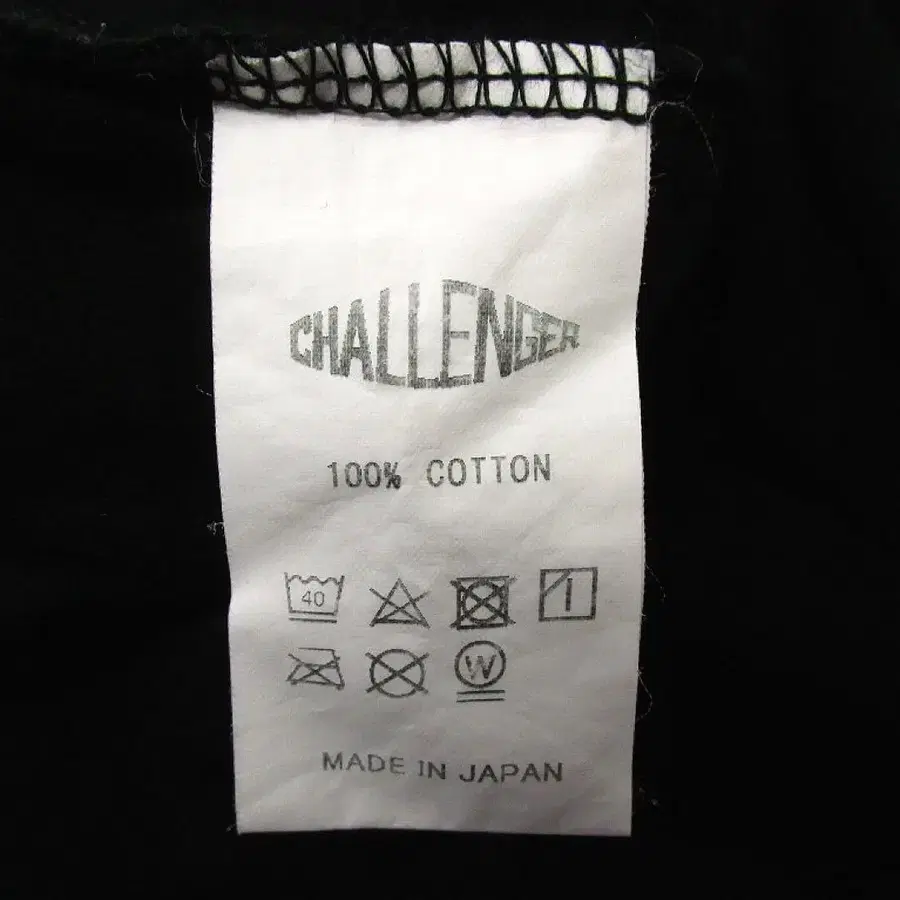 CHALLENGER
100% COTTON
40
W
MADE IN JAPAN